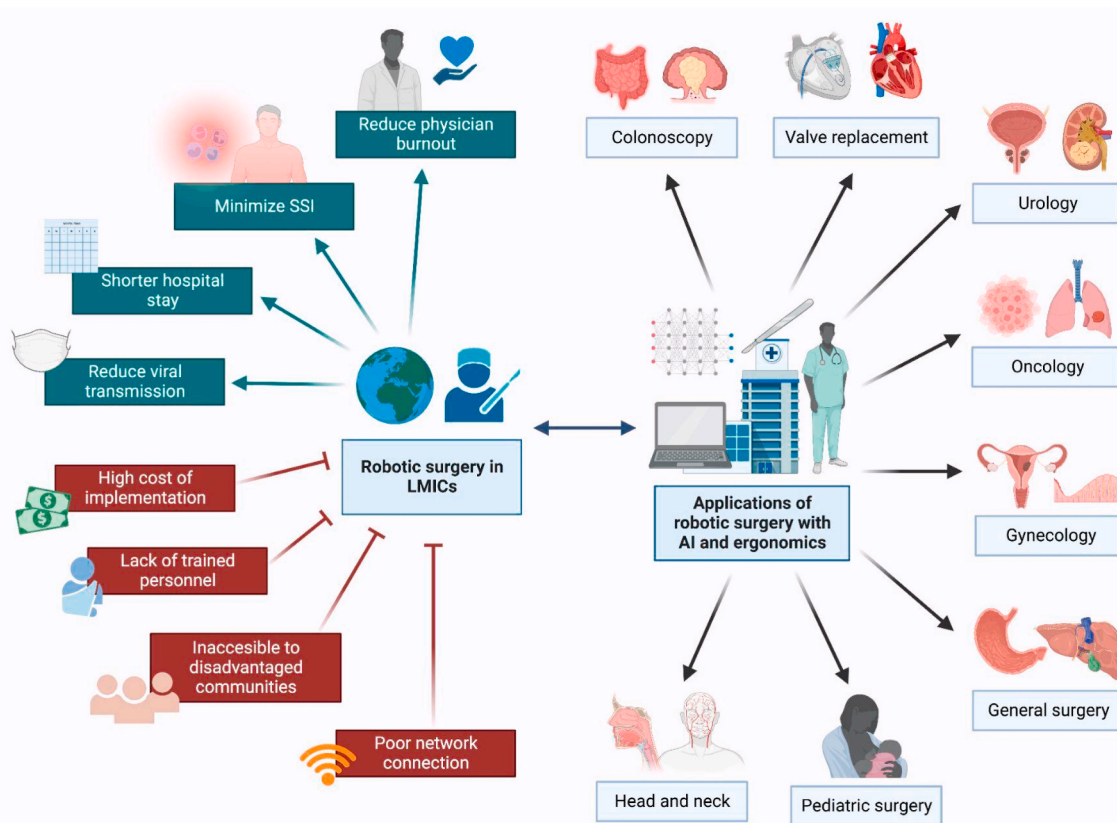 Reduce physician
burnout
Minimize SSI
Shorter hospital
stay
Reduce viral
transmission
Robotic surgery in
LMICs
High cost of
implementation
Lack of trained
personnel
Inaccesible to
disadvantaged
communities
Poor network
connection
Colonoscopy
Valve replacement
Urology
Oncology
Gynecology
General surgery
Pediatric surgery
Head and neck
Applications of
robotic surgery with
AI and ergonomics